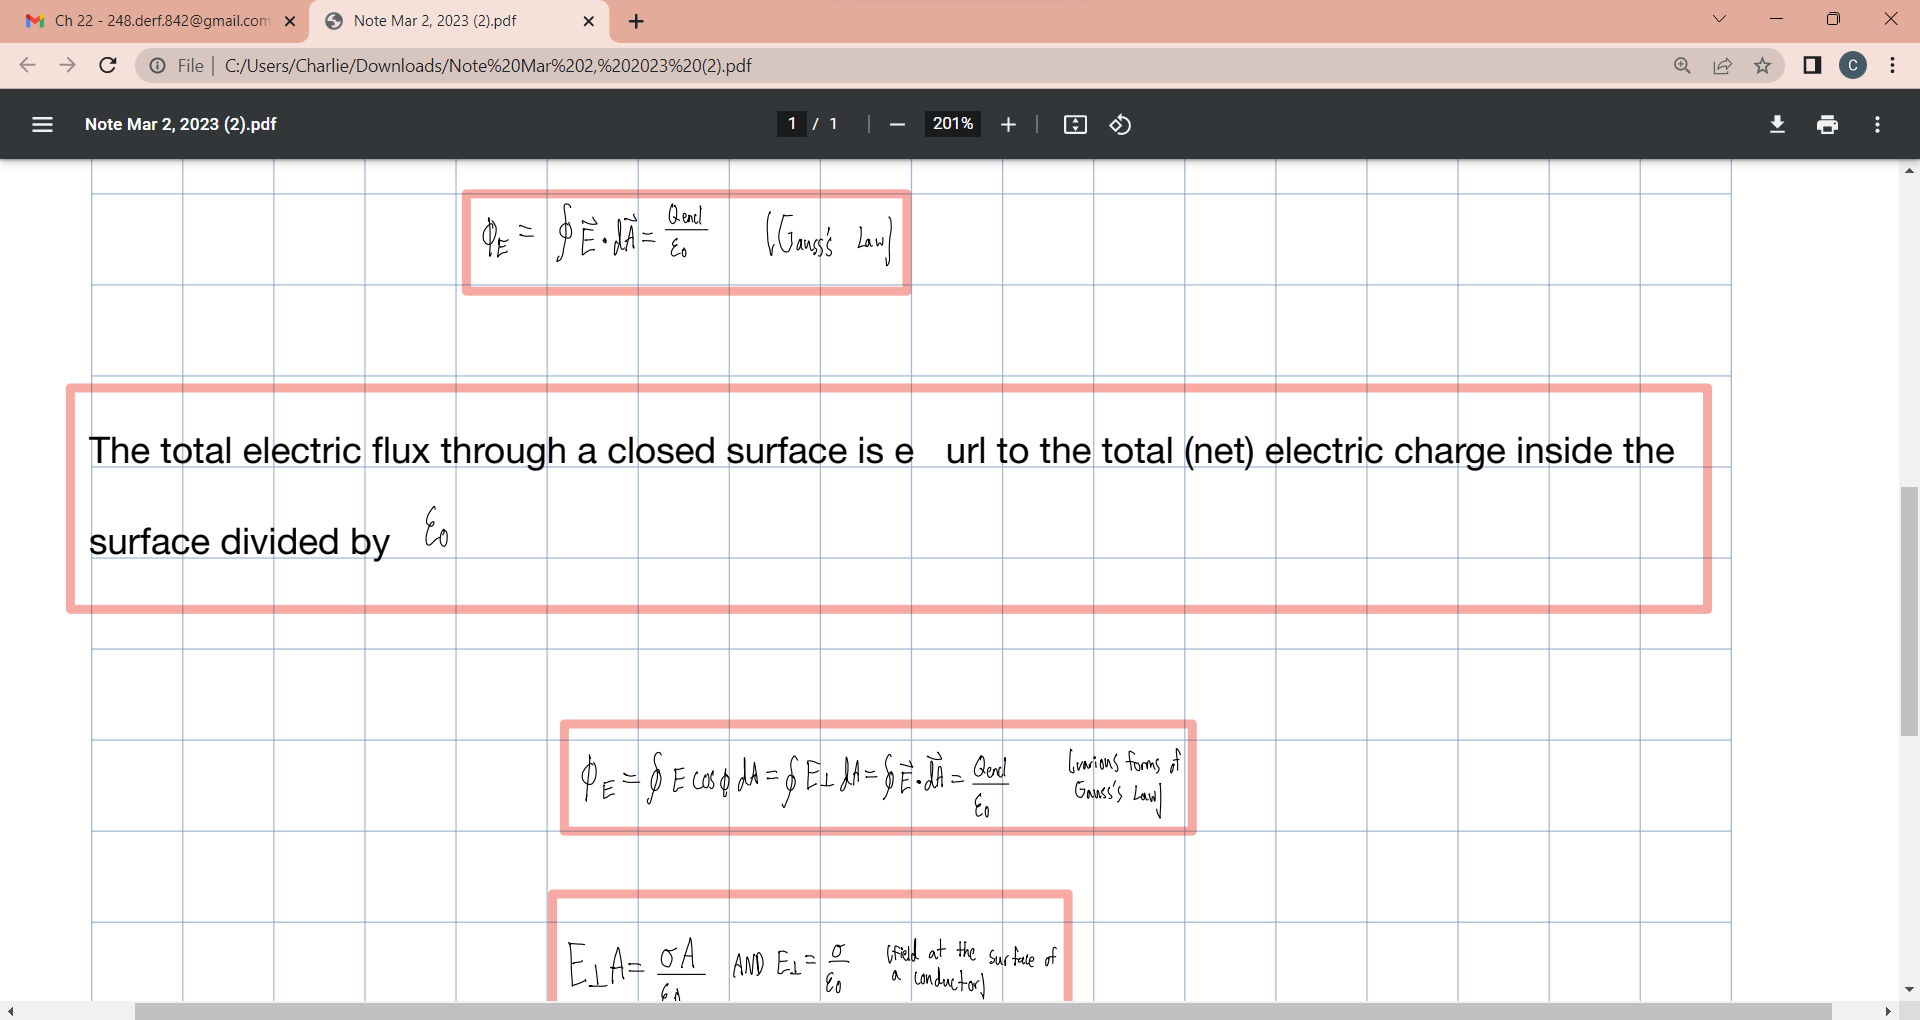 Ch 22 - 248.derf.842@gmail.com
Note Mar 2, 2023 (2).pdf
File | C:/Users/Charlie/Downloads/Note%20Mar%202,%202023%20(2).pdf
C
Note Mar 2, 2023 (2).pdf
1 / 1
201%
ϕE = ∮ E⃗ · dA⃗ = Qencl / ε0 (Gauss's Law)
The total electric flux through a closed surface is e url to the total (net) electric charge inside the
surface divided by ε0
ϕE = ∮ E cos ϕ dA = ∮ E⊥ dA = ∮ E⃗ · dA⃗ = Qencl / ε0 (various forms of
Gauss's Law)
E⊥A = σA / ε0 AND E⊥ = σ / ε0 (field at the surface of
a conductor)